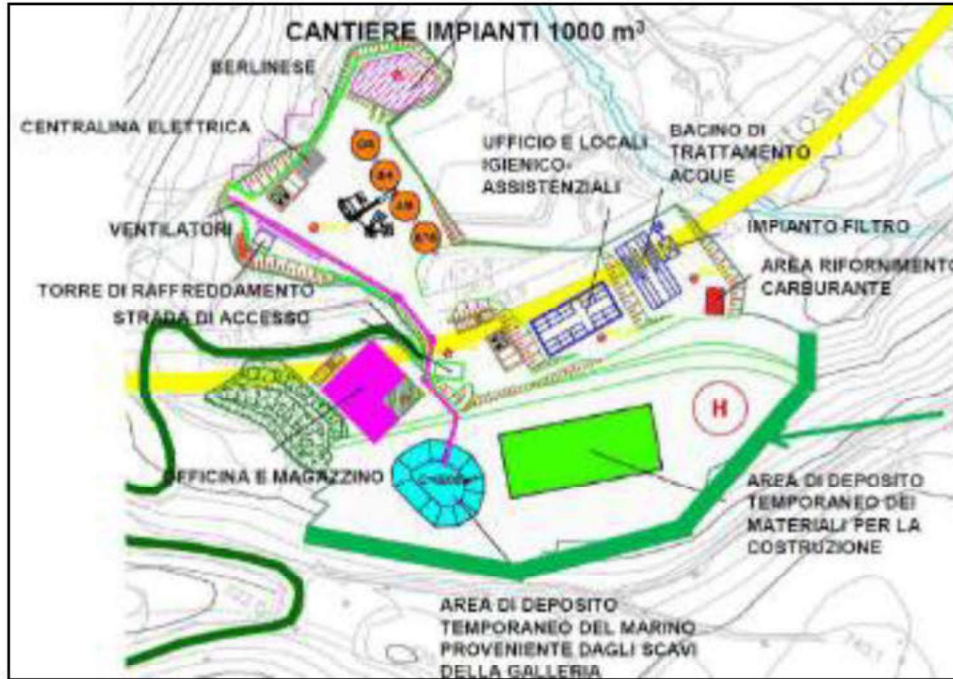 CANTIERE IMPIANTI 1000 m³
BERLINESE
CENTRALINA ELETTRICA
UFFICIO E LOCALI
IGIENICO-
ASSISTENZIALI
BACINO DI
TRATTAMENTO
ACQUE
Autostrada
VENTILATORI
IMPIANTO FILTRO
TORRE DI RAFFREDDAMENTO
AREA RIFORNIMENTO
CARBURANTE
STRADA DI ACCESSO
H
OFFICINA E MAGAZZINO
AREA DI DEPOSITO
TEMPORANEO DEI
MATERIALI PER LA
COSTRUZIONE
AREA DI DEPOSITO
TEMPORANEO DEL MARINO
PROVENIENTE DAGLI SCAVI
DELLA GALLERIA